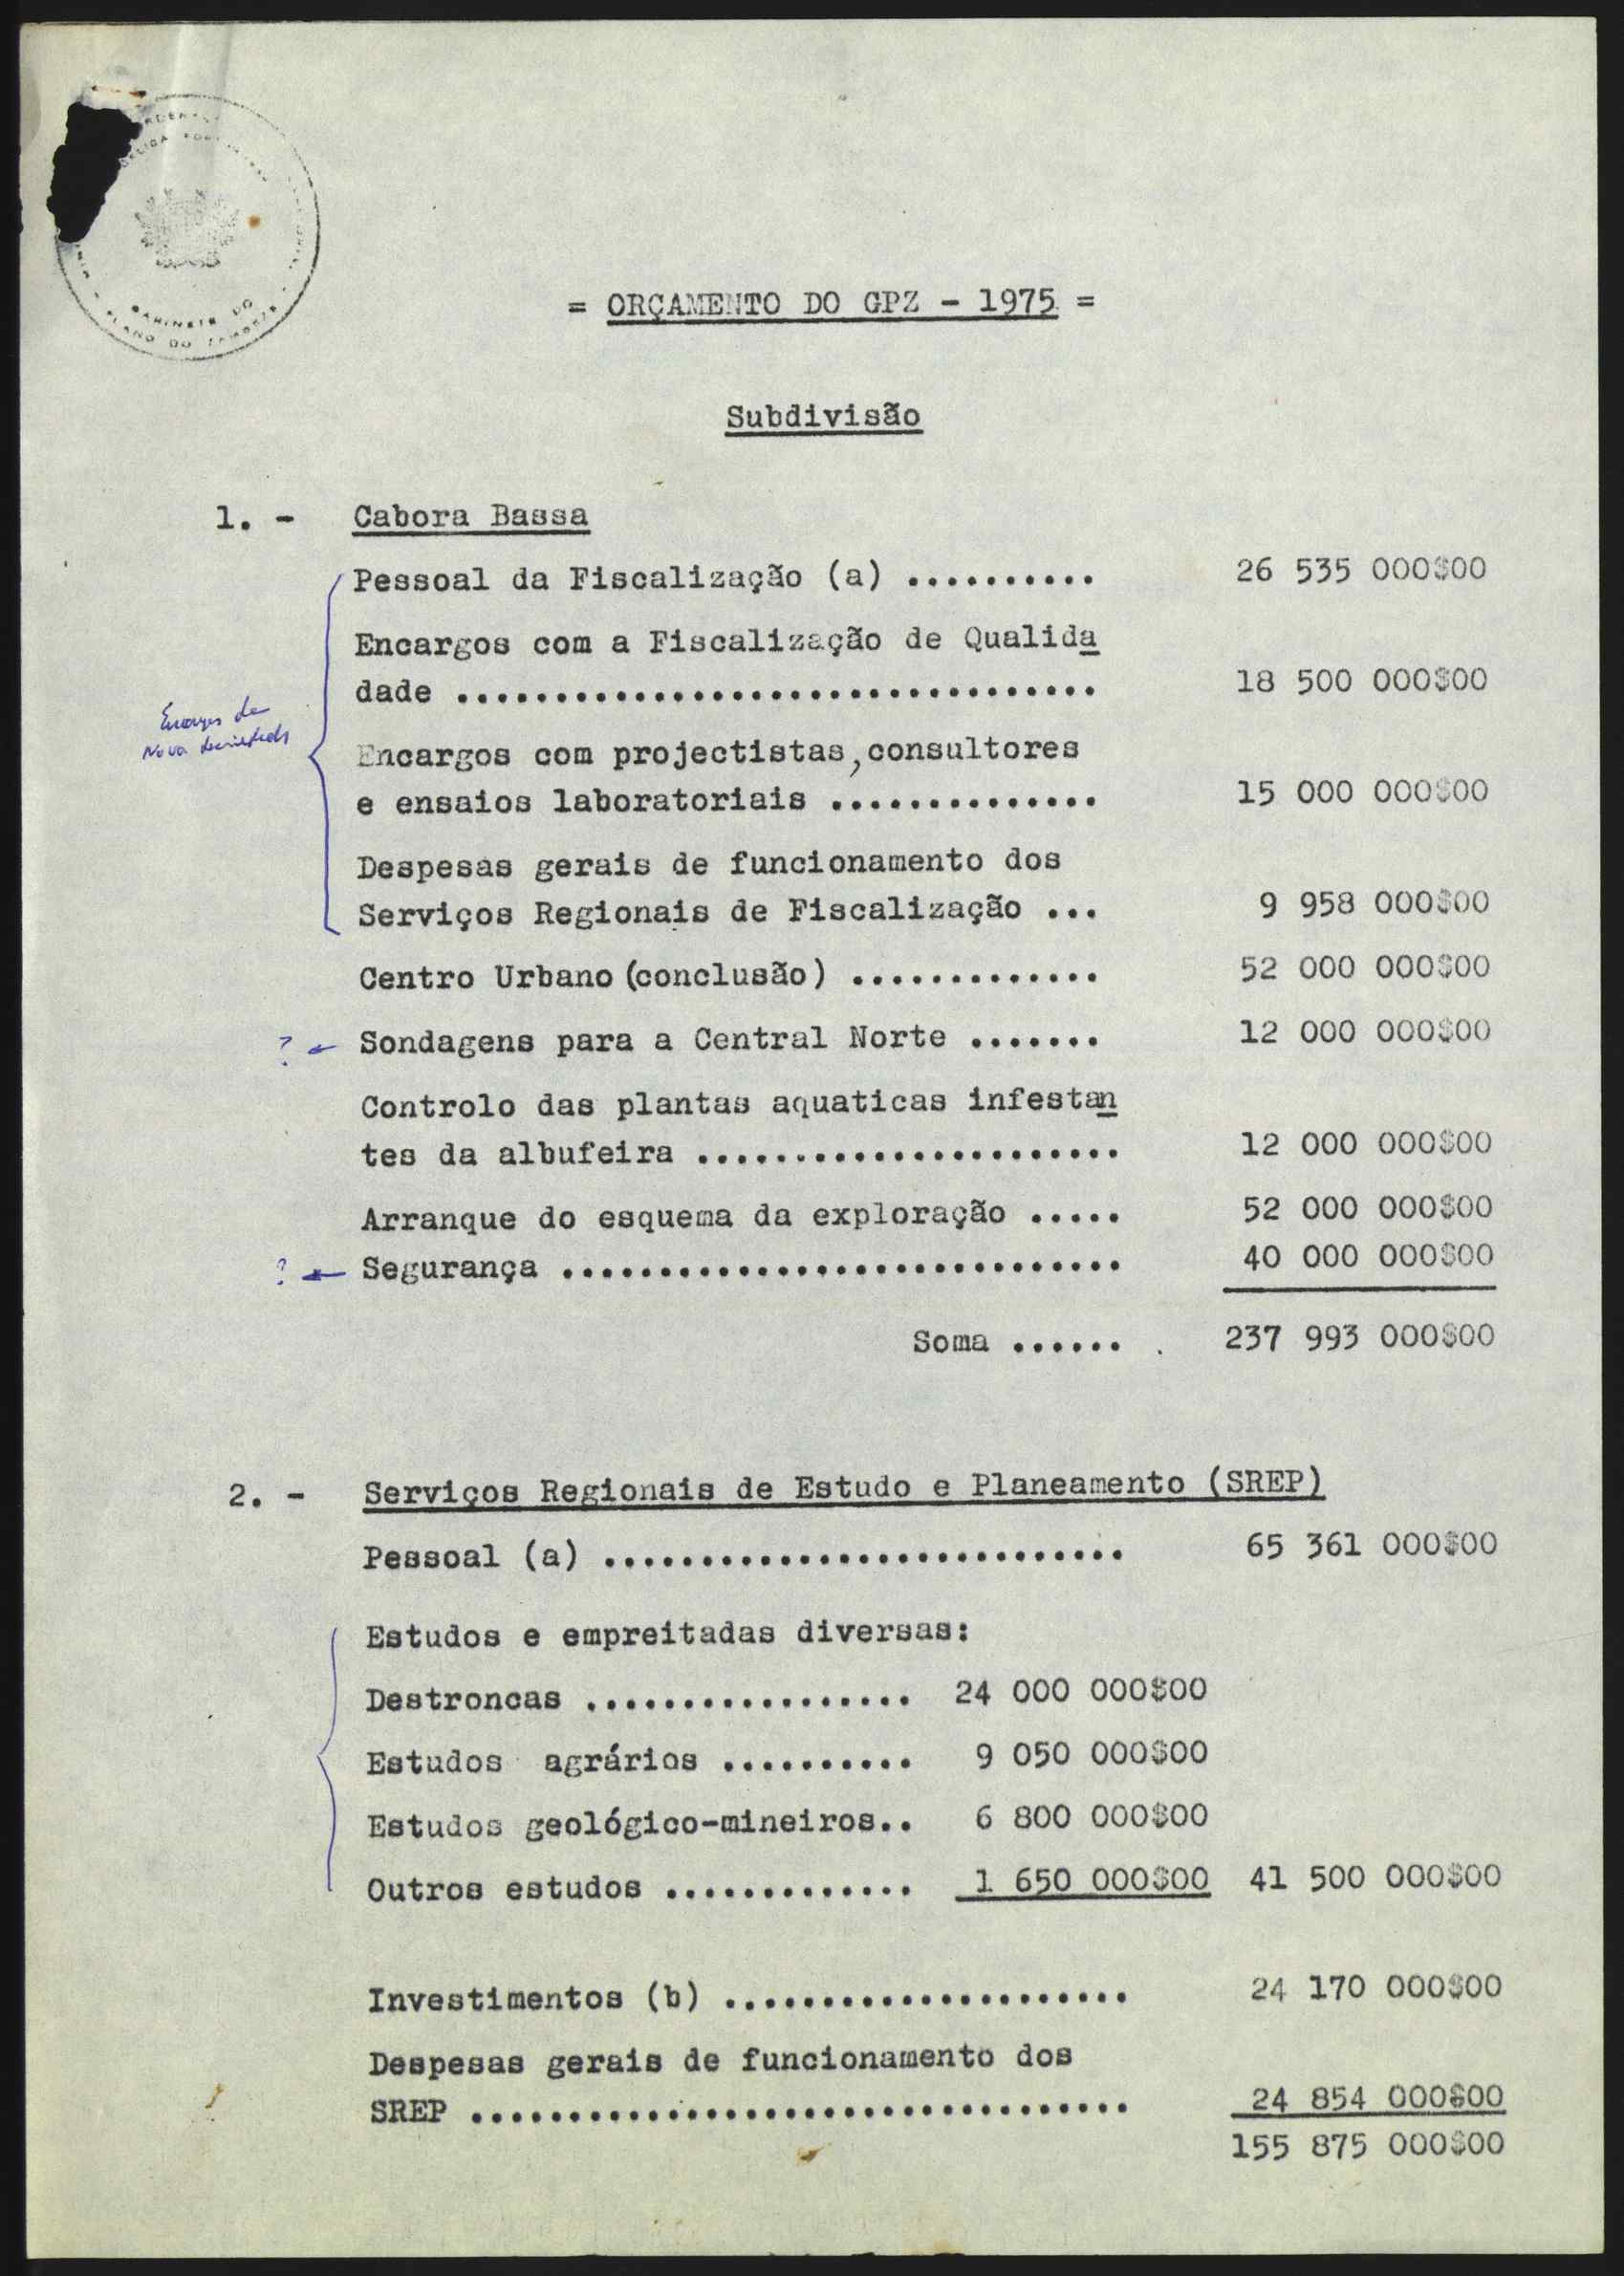 GABINETE DO
PLANO DO ZAMBEZE
= ORÇAMENTO DO GPZ - 1975 =
Subdivisão
1. - Cabora Bassa
Pessoal da Fiscalização (a) .......... 26 535 000$00
Encargos com a Fiscalização de Qualida
dade ................................. 18 500 000$00
Encargos com projectistas, consultores
e ensaios laboratoriais .............. 15 000 000$00
Despesas gerais de funcionamento dos
Serviços Regionais de Fiscalização ... 9 958 000$00
Centro Urbano (conclusão) ............. 52 000 000$00
? Sondagens para a Central Norte ....... 12 000 000$00
Controlo das plantas aquaticas infestan
tes da albufeira ...................... 12 000 000$00
Arranque do esquema da exploração ..... 52 000 000$00
? Segurança ............................. 40 000 000$00
Soma ...... 237 993 000$00
2. - Serviços Regionais de Estudo e Planeamento (SREP)
Pessoal (a) ........................... 65 361 000$00
Estudos e empreitadas diversas:
Destroncas ................. 24 000 000$00
Estudos agrários .......... 9 050 000$00
Estudos geológico-mineiros.. 6 800 000$00
Outros estudos ............. 1 650 000$00 41 500 000$00
Investimentos (b) ..................... 24 170 000$00
Despesas gerais de funcionamento dos
SREP .................................. 24 854 000$00
155 875 000$00